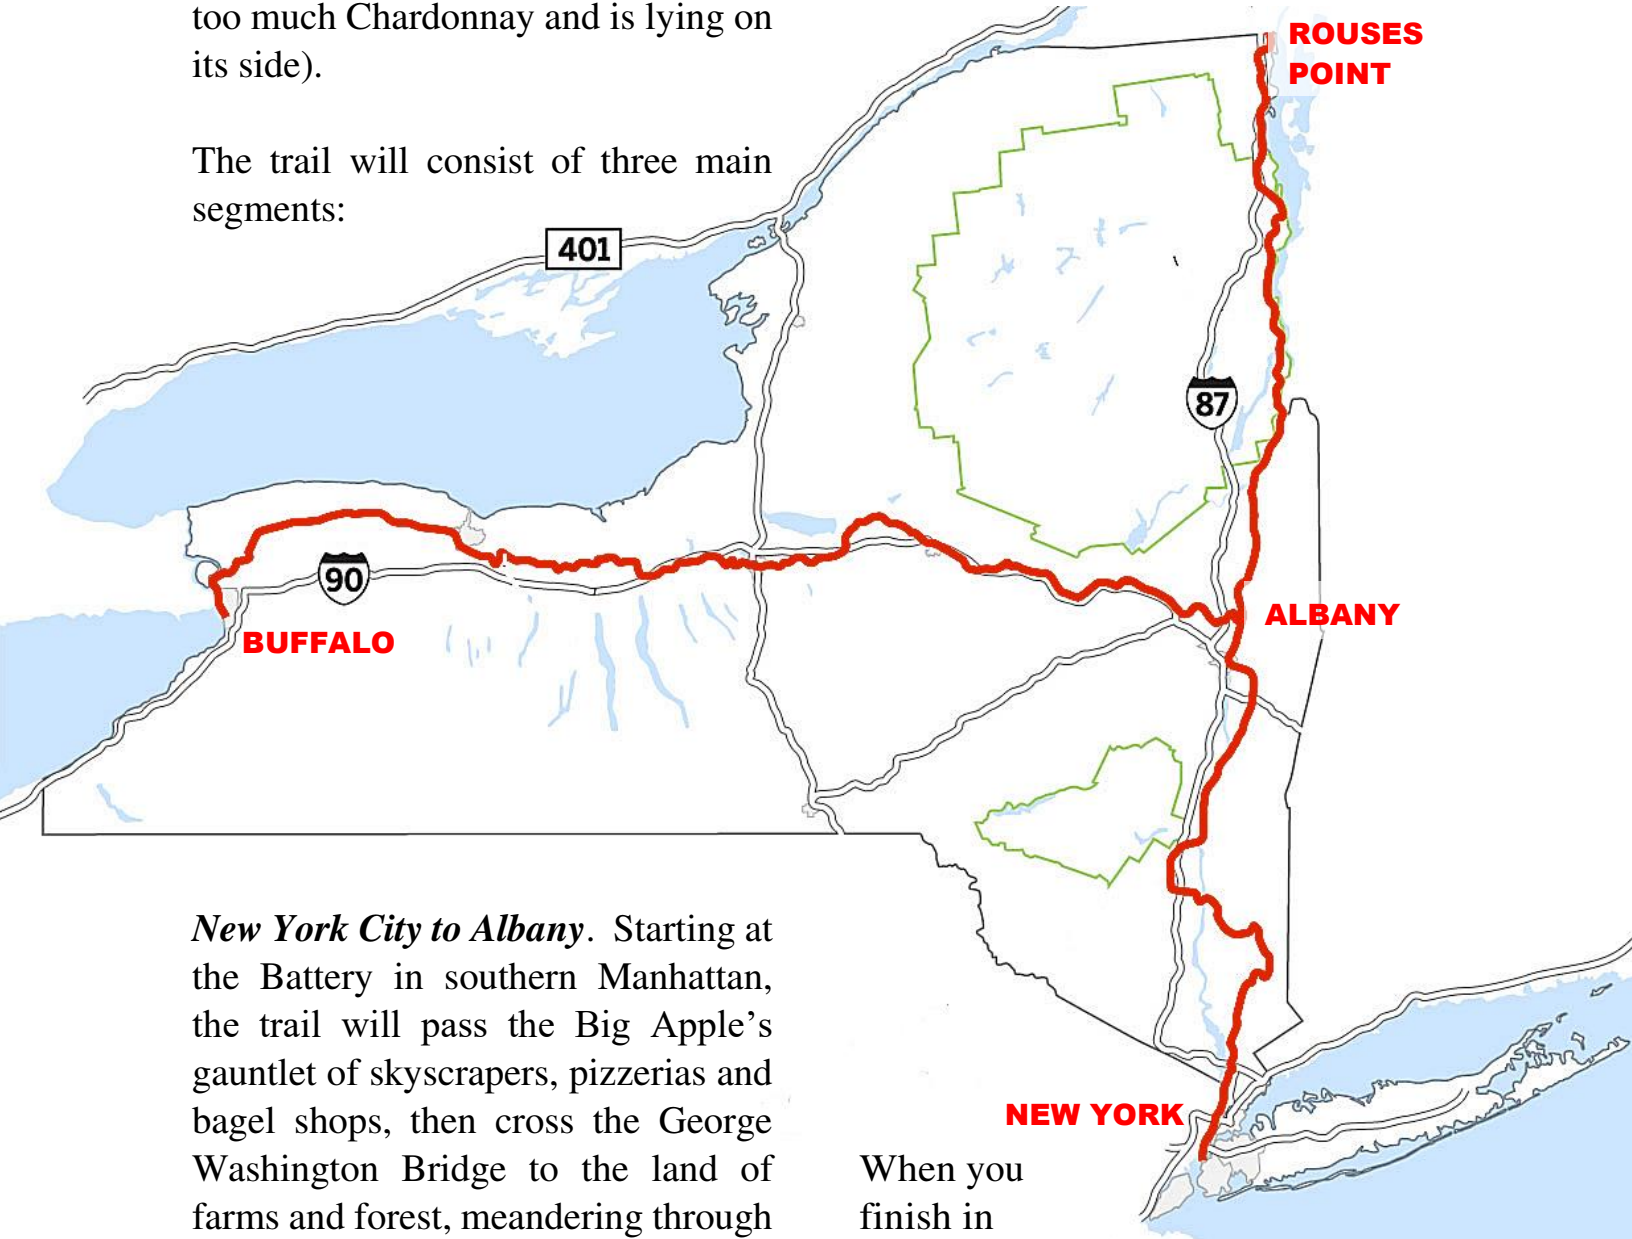 too much Chardonnay and is lying on
its side).
The trail will consist of three main
segments:
ROUSES
POINT
401
87
90
BUFFALO
ALBANY
NEW YORK
New York City to Albany. Starting at
the Battery in southern Manhattan,
the trail will pass the Big Apple’s
gauntlet of skyscrapers, pizzerias and
bagel shops, then cross the George
Washington Bridge to the land of
farms and forest, meandering through
When you
finish in